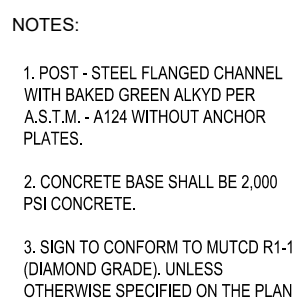 NOTES:
1. POST - STEEL FLANGED CHANNEL
WITH BAKED GREEN ALKYD PER
A.S.T.M. - A124 WITHOUT ANCHOR
PLATES.
2. CONCRETE BASE SHALL BE 2,000
PSI CONCRETE.
3. SIGN TO CONFORM TO MUTCD R1-1
(DIAMOND GRADE). UNLESS
OTHERWISE SPECIFIED ON THE PLAN